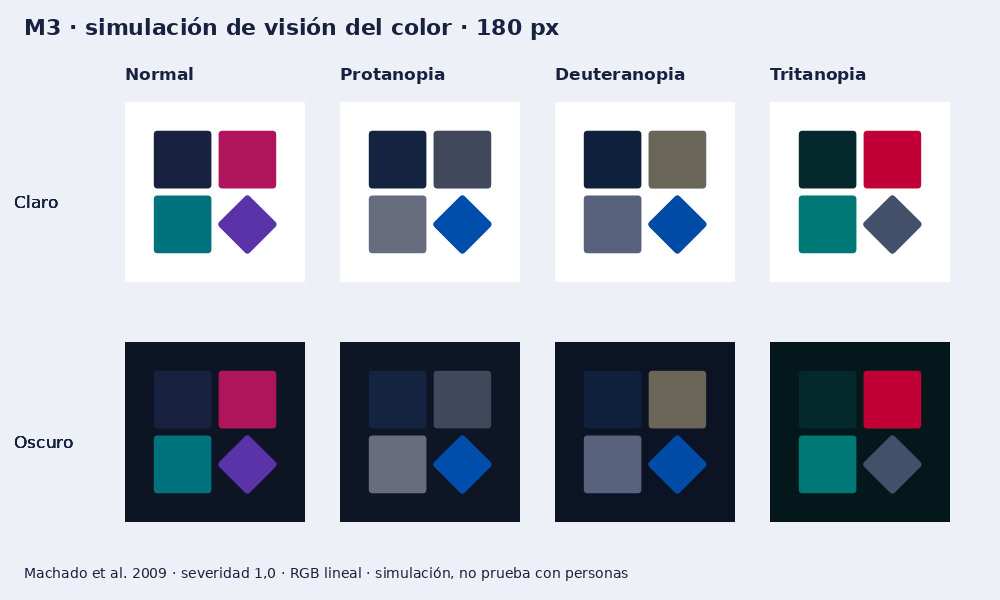 M3 · simulación de visión del color · 180 px
Normal Protanopia Deuteranopia Tritanopia
Claro
Oscuro
Machado et al. 2009 · severidad 1,0 · RGB lineal · simulación, no prueba con personas